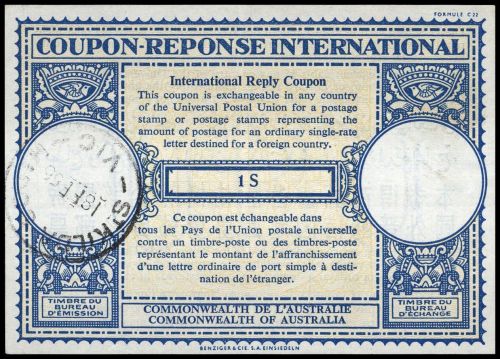 FORMULE C 22
COUPON-REPONSE INTERNATIONAL
International Reply Coupon
This coupon is exchangeable in any country
of the Universal Postal Union for a postage
stamp or postage stamps representing the
amount of postage for an ordinary single-rate
letter destined for a foreign country.
1 S
Ce coupon est échangeable dans
tous les Pays de l'Union postale universelle
contre un timbre-poste ou des timbres-poste
représentant le montant de l'affranchissement
d'une lettre ordinaire de port simple à desti-
nation de l'étranger.
TIMBRE DU
BUREAU
D'ÉMISSION
COMMONWEALTH DE L'AUSTRALIE
COMMONWEALTH OF AUSTRALIA
TIMBRE DU
BUREAU
D'ÉCHANGE
BENZIGER & CIE. S.A. EINSIEDELN
ST KILDA
VIC